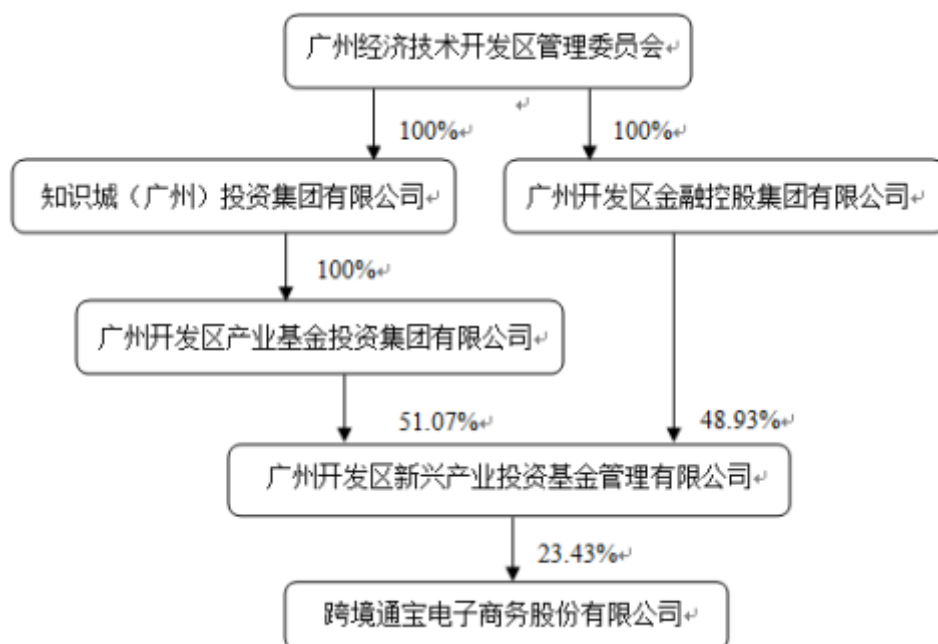 广州经济技术开发区管理委员会
100%
100%
知识城（广州）投资集团有限公司
广州开发区金融控股集团有限公司
100%
广州开发区产业基金投资集团有限公司
51.07%
48.93%
广州开发区新兴产业投资基金管理有限公司
23.43%
跨境通宝电子商务股份有限公司